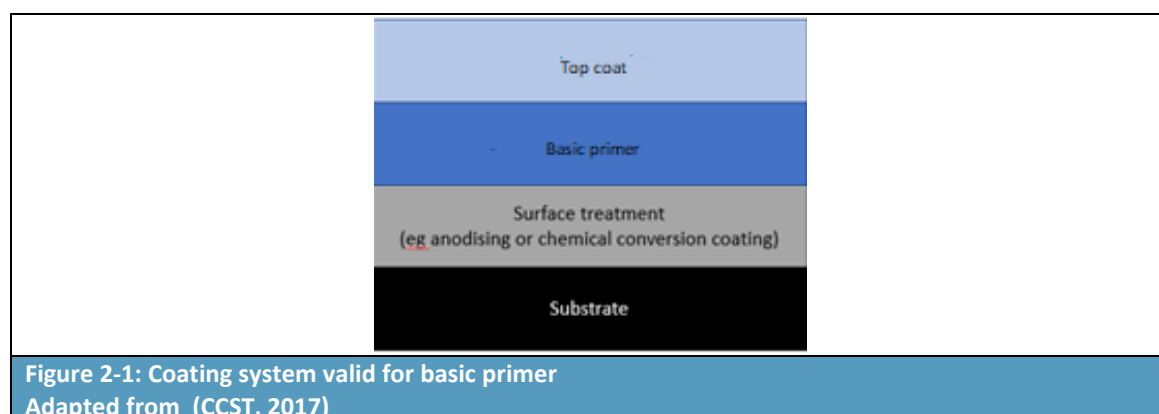 Top coat
Basic primer
Surface treatment
(eg anodising or chemical conversion coating)
Substrate
Figure 2-1: Coating system valid for basic primer
Adapted from (CCST, 2017)